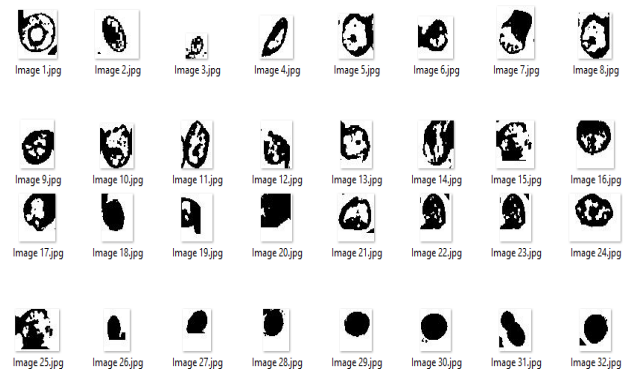 Image 1.jpg Image 2.jpg Image 3.jpg Image 4.jpg Image 5.jpg Image 6.jpg Image 7.jpg Image 8.jpg
Image 9.jpg Image 10.jpg Image 11.jpg Image 12.jpg Image 13.jpg Image 14.jpg Image 15.jpg Image 16.jpg
Image 17.jpg Image 18.jpg Image 19.jpg Image 20.jpg Image 21.jpg Image 22.jpg Image 23.jpg Image 24.jpg
Image 25.jpg Image 26.jpg Image 27.jpg Image 28.jpg Image 29.jpg Image 30.jpg Image 31.jpg Image 32.jpg